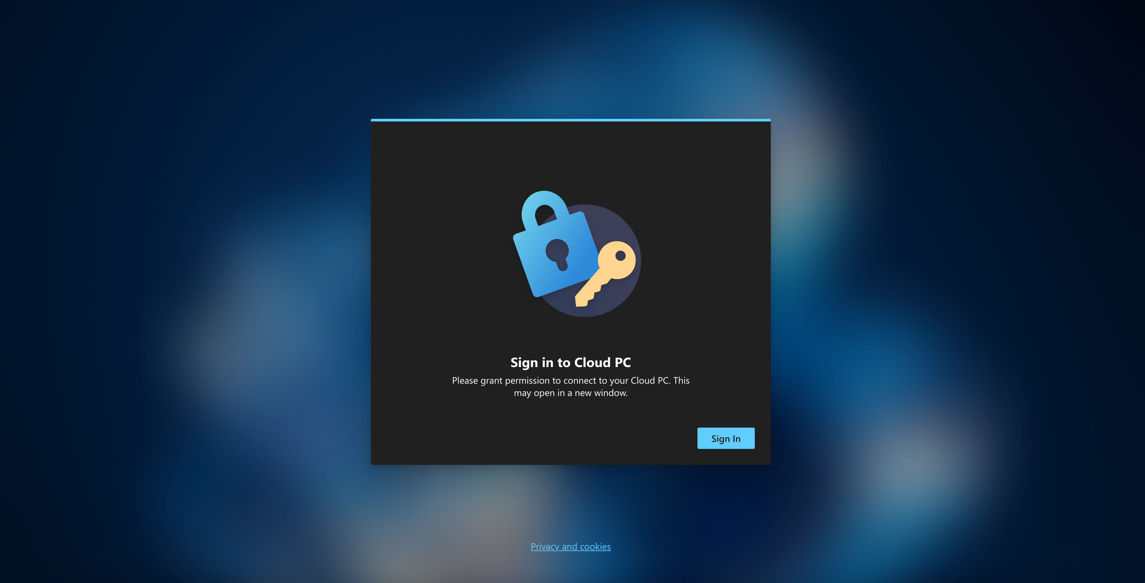 Sign in to Cloud PC
Please grant permission to connect to your Cloud PC. This
may open in a new window.
Sign In
Privacy and cookies